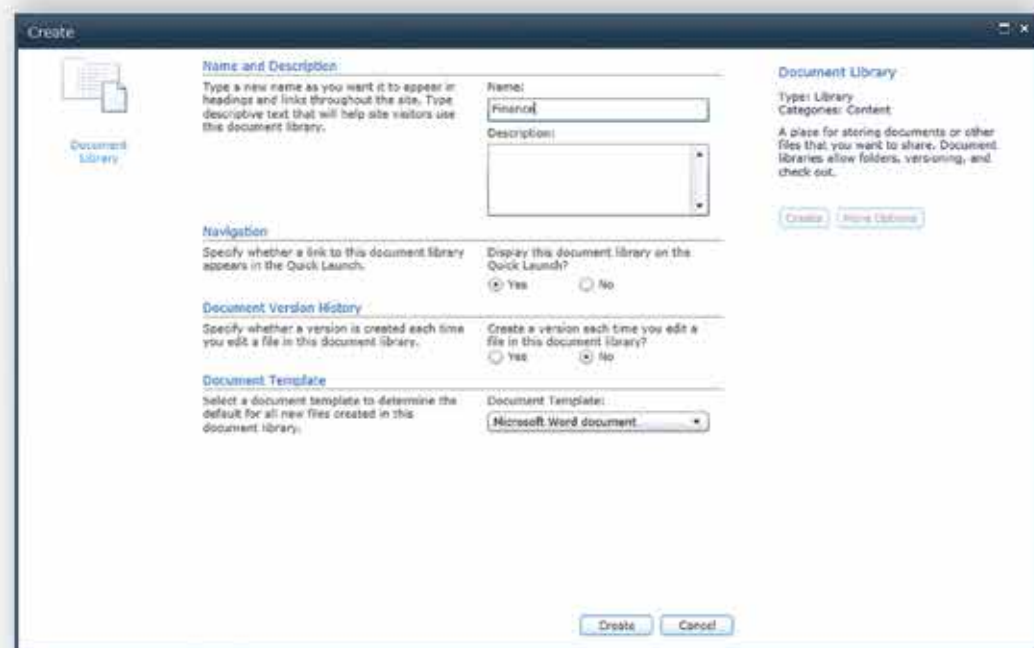 Create
Document
Library
Name and Description
Type a new name as you want it to appear in
headings and links throughout the site. Type
descriptive text that will help site visitors use
this document library.
Name:
Finance
Description:
Navigation
Specify whether a link to this document library
appears in the Quick Launch.
Display this document library on the
Quick Launch?
Yes No
Document Version History
Specify whether a version is created each time
you edit a file in this document library.
Create a version each time you edit a
file in this document library?
Yes No
Document Template
Select a document template to determine the
default for all new files created in this
document library.
Document Template:
Microsoft Word document
Document Library
Type: Library
Categories: Content
A place for storing documents or other
files that you want to share. Document
libraries allow folders, versioning, and
check out.
Create More Options
Create Cancel